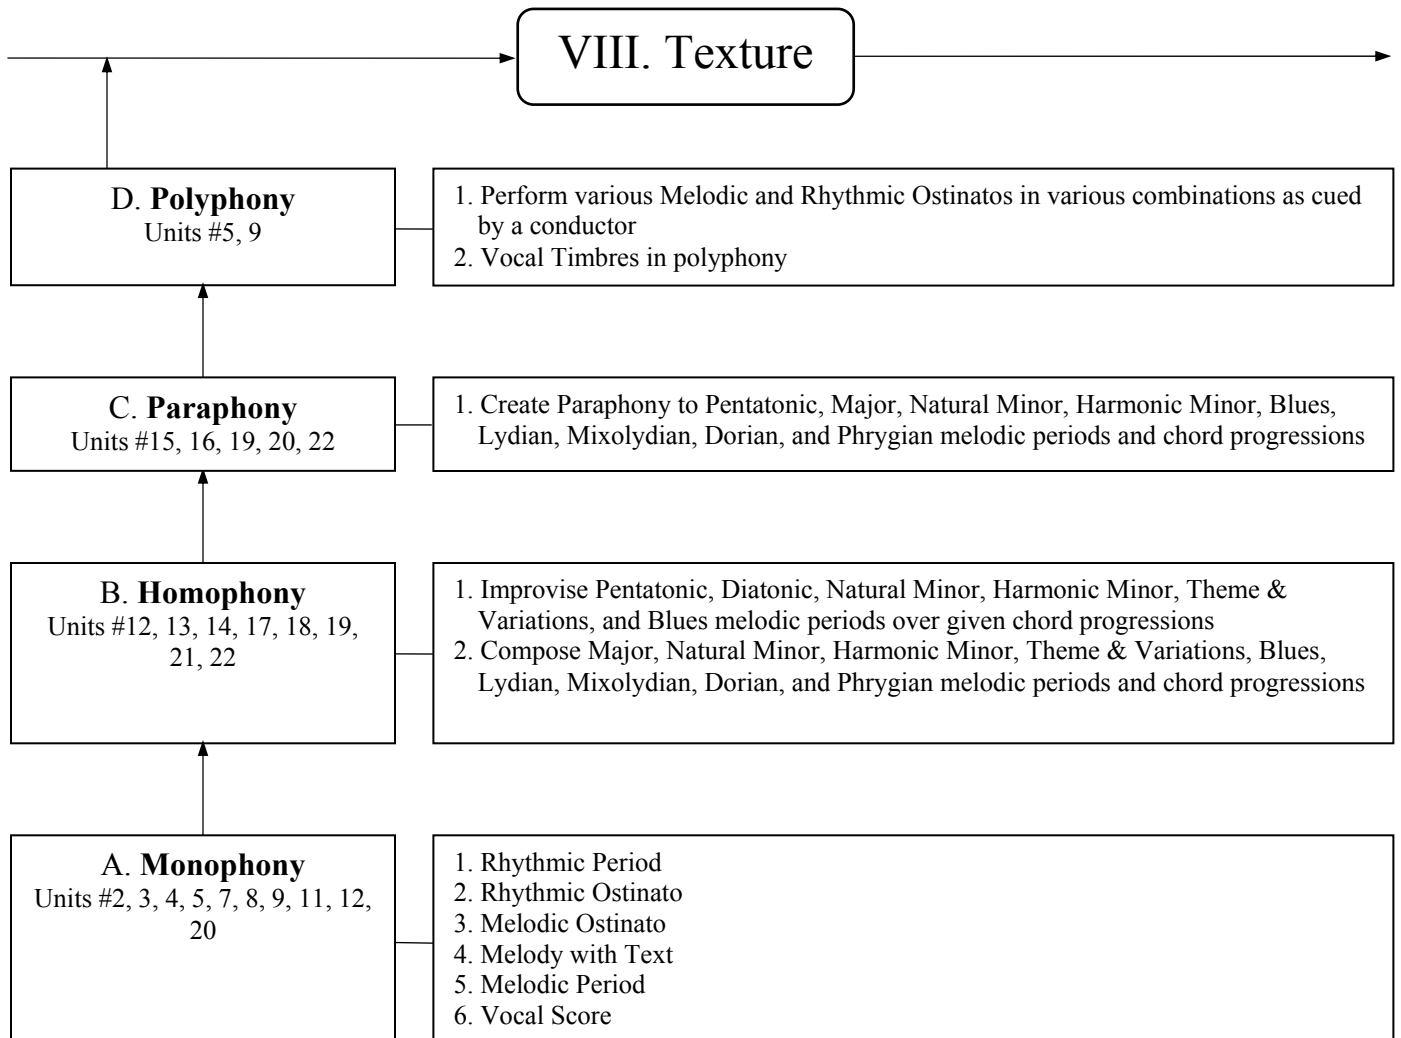 VIII. Texture
D. Polyphony
Units #5, 9
1. Perform various Melodic and Rhythmic Ostinatos in various combinations as cued
by a conductor
2. Vocal Timbres in polyphony
C. Paraphony
Units #15, 16, 19, 20, 22
1. Create Paraphony to Pentatonic, Major, Natural Minor, Harmonic Minor, Blues,
Lydian, Mixolydian, Dorian, and Phrygian melodic periods and chord progressions
B. Homophony
Units #12, 13, 14, 17, 18, 19,
21, 22
1. Improvise Pentatonic, Diatonic, Natural Minor, Harmonic Minor, Theme &
Variations, and Blues melodic periods over given chord progressions
2. Compose Major, Natural Minor, Harmonic Minor, Theme & Variations, Blues,
Lydian, Mixolydian, Dorian, and Phrygian melodic periods and chord progressions
A. Monophony
Units #2, 3, 4, 5, 7, 8, 9, 11, 12,
20
1. Rhythmic Period
2. Rhythmic Ostinato
3. Melodic Ostinato
4. Melody with Text
5. Melodic Period
6. Vocal Score